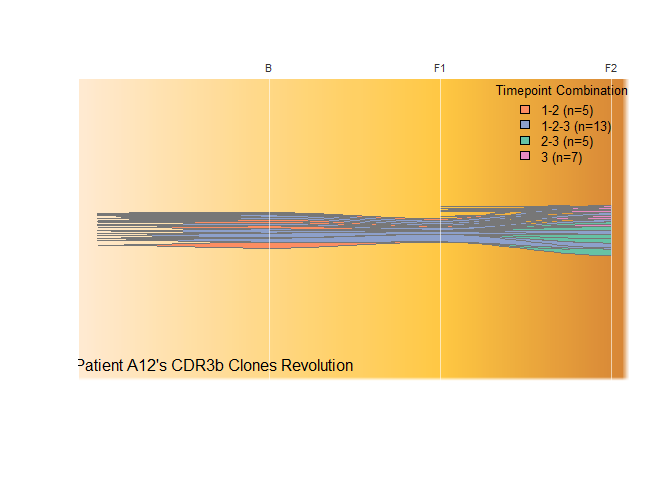 B F1 F2
Timepoint Combination
1-2 (n=5)
1-2-3 (n=13)
2-3 (n=5)
3 (n=7)
Patient A12's CDR3b Clones Revolution